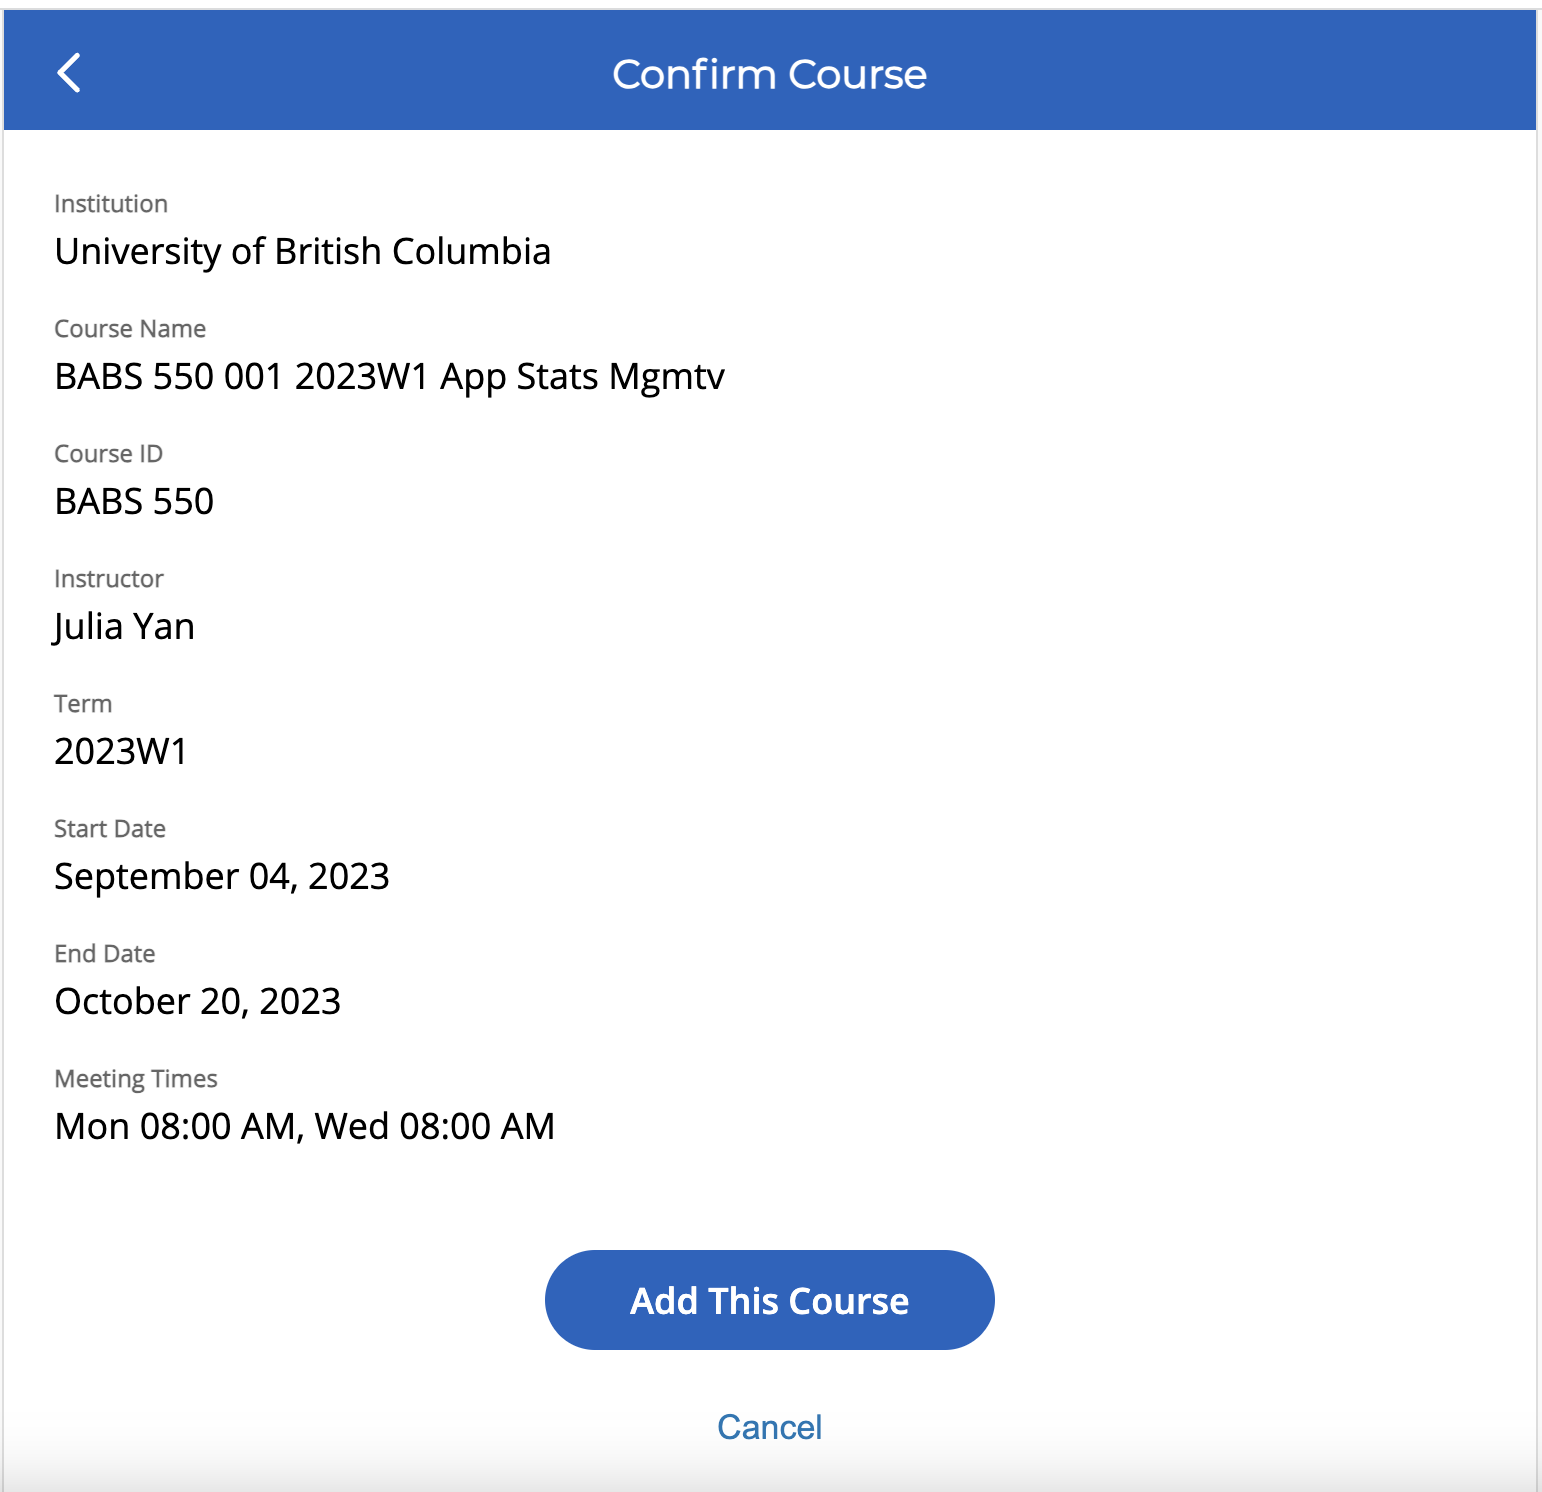 Confirm Course
Institution
University of British Columbia
Course Name
BABS 550 001 2023W1 App Stats Mgmtv
Course ID
BABS 550
Instructor
Julia Yan
Term
2023W1
Start Date
September 04, 2023
End Date
October 20, 2023
Meeting Times
Mon 08:00 AM, Wed 08:00 AM
Add This Course
Cancel